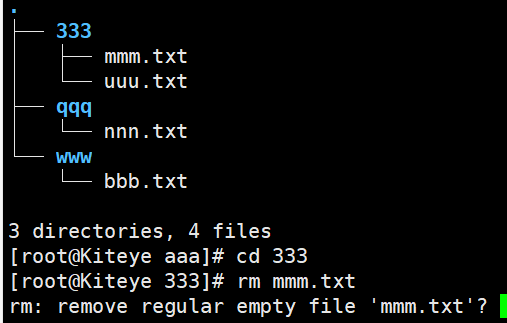 .
├── 333
│   ├── mmm.txt
│   └── uuu.txt
├── qqq
│   └── nnn.txt
└── www
    └── bbb.txt
3 directories, 4 files
[root@Kiteye aaa]# cd 333
[root@Kiteye 333]# rm mmm.txt
rm: remove regular empty file 'mmm.txt'?